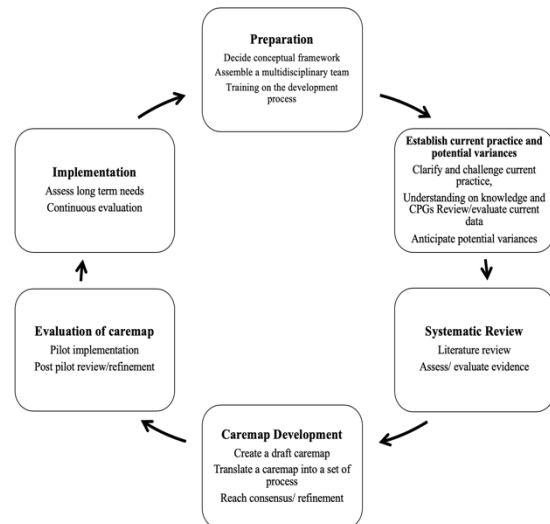 Preparation
Decide conceptual framework
Assemble a multidisciplinary team
Training on the development
process
Establish current practice and
potential variances
Clarify and challenge current
practice,
Understanding on knowledge and
CPGs Review/evaluate current
data
Anticipate potential variances
Systematic Review
Literature review
Assess/ evaluate evidence
Caremap Development
Create a draft caremap
Translate a caremap into a set of
process
Reach consensus/ refinement
Evaluation of caremap
Pilot implementation
Post pilot review/refinement
Implementation
Assess long term needs
Continuous evaluation